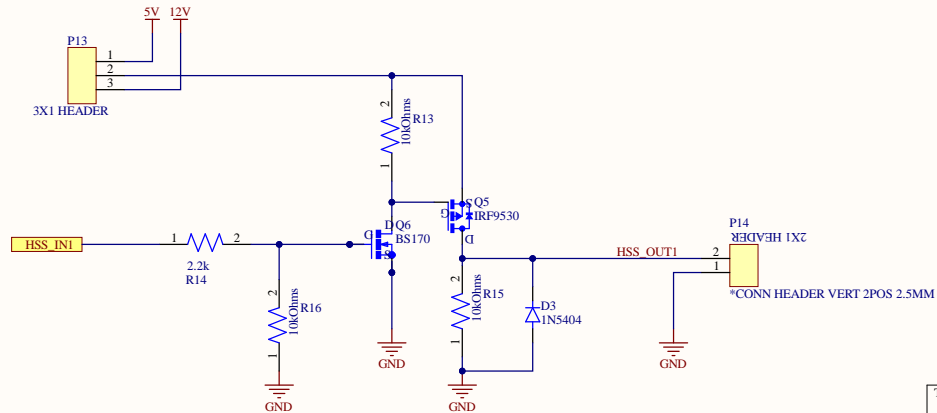 5V 12V
P13
1
2
3
3X1 HEADER
2
R13
10kOhms
1
S
Q5
G
IRF9530
D
D
Q6
G
BS170
S
HSS_IN1
1
2
2.2k
R14
2
R16
10kOhms
1
GND
GND
2
R15
10kOhms
1
D3
1N5404
GND
HSS_OUT1
P14
2X1 HEADER
2
1
*CONN HEADER VERT 2POS 2.5MM
GND